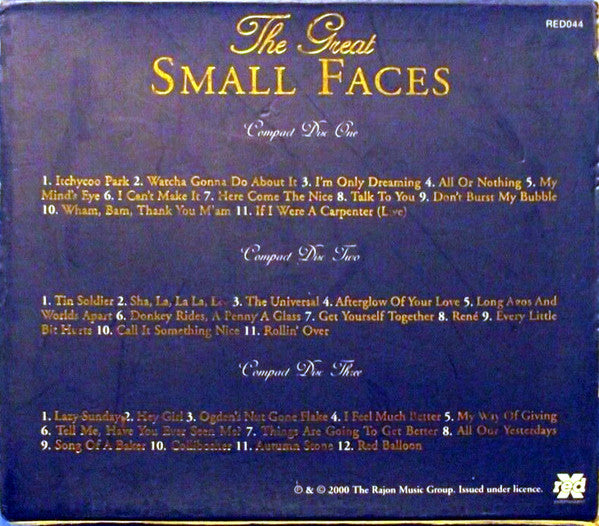 RED044
The Great
SMALL FACES
Compact Disc One
1. Itchycoo Park 2. Watcha Gonna Do About It 3. I'm Only Dreaming 4. All Or Nothing 5. My
Mind's Eye 6. I Can't Make It 7. Here Come The Nice 8. Talk To You 9. Don't Burst My Bubble
10. Wham, Bam, Thank You M'am 11. If I Were A Carpenter (Live)
Compact Disc Two
1. Tin Soldier 2. Sha, La, La, La, Lee 3. The Universal 4. Afterglow Of Your Love 5. Long Agos And
Worlds Apart 6. Donkey Rides, A Penny A Glass 7. Get Yourself Together 8. René 9. Every Little
Bit Hurts 10. Call It Something Nice 11. Rollin' Over
Compact Disc Three
1. Lazy Sunday 2. Hey Girl 3. Ogden's Nut Gone Flake 4. I Feel Much Better 5. My Way Of Giving
6. Tell Me, Have You Ever Seen Me? 7. Things Are Going To Get Better 8. All Our Yesterdays
9. Song Of A Baker 10. Collibosher 11. Autumn Stone 12. Red Balloon
℗ & © 2000 The Rajon Music Group. Issued under licence.
red